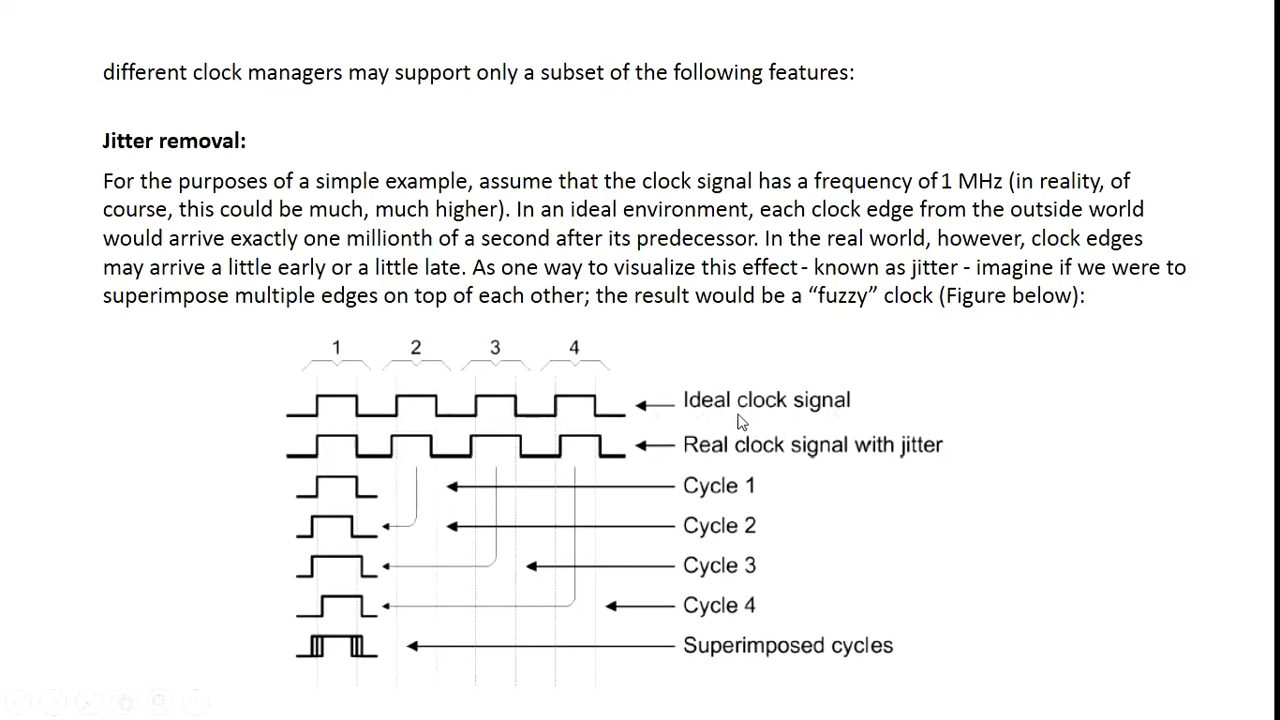 different clock managers may support only a subset of the following features:
Jitter removal:
For the purposes of a simple example, assume that the clock signal has a frequency of 1 MHz (in reality, of
course, this could be much, much higher). In an ideal environment, each clock edge from the outside world
would arrive exactly one millionth of a second after its predecessor. In the real world, however, clock edges
may arrive a little early or a little late. As one way to visualize this effect - known as jitter - imagine if we were to
superimpose multiple edges on top of each other; the result would be a “fuzzy” clock (Figure below):
1 2 3 4
Ideal clock signal
Real clock signal with jitter
Cycle 1
Cycle 2
Cycle 3
Cycle 4
Superimposed cycles